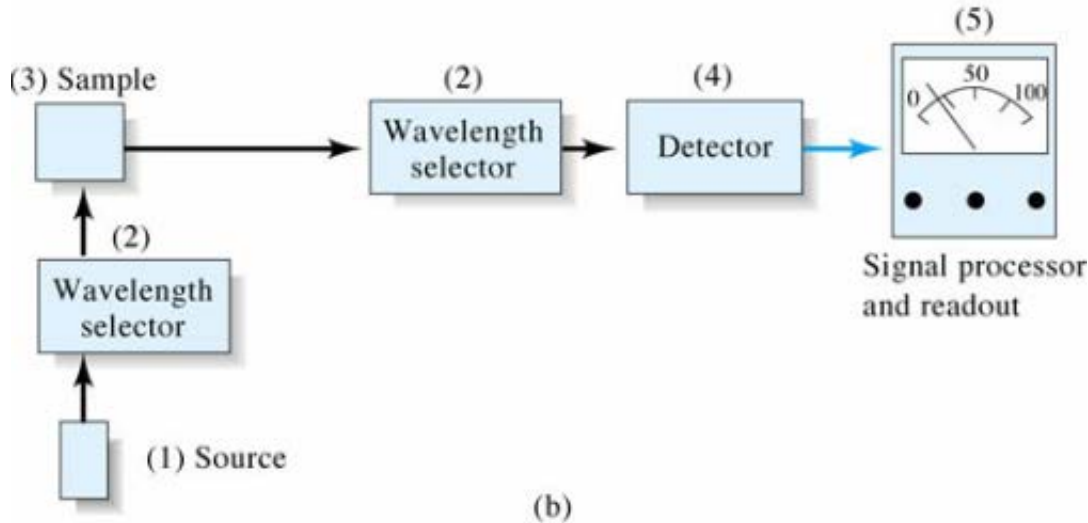 (5)
(3) Sample
(2)
(4)
0
50
100
Wavelength
selector
Detector
(2)
Wavelength
selector
Signal processor
and readout
(1) Source
(b)